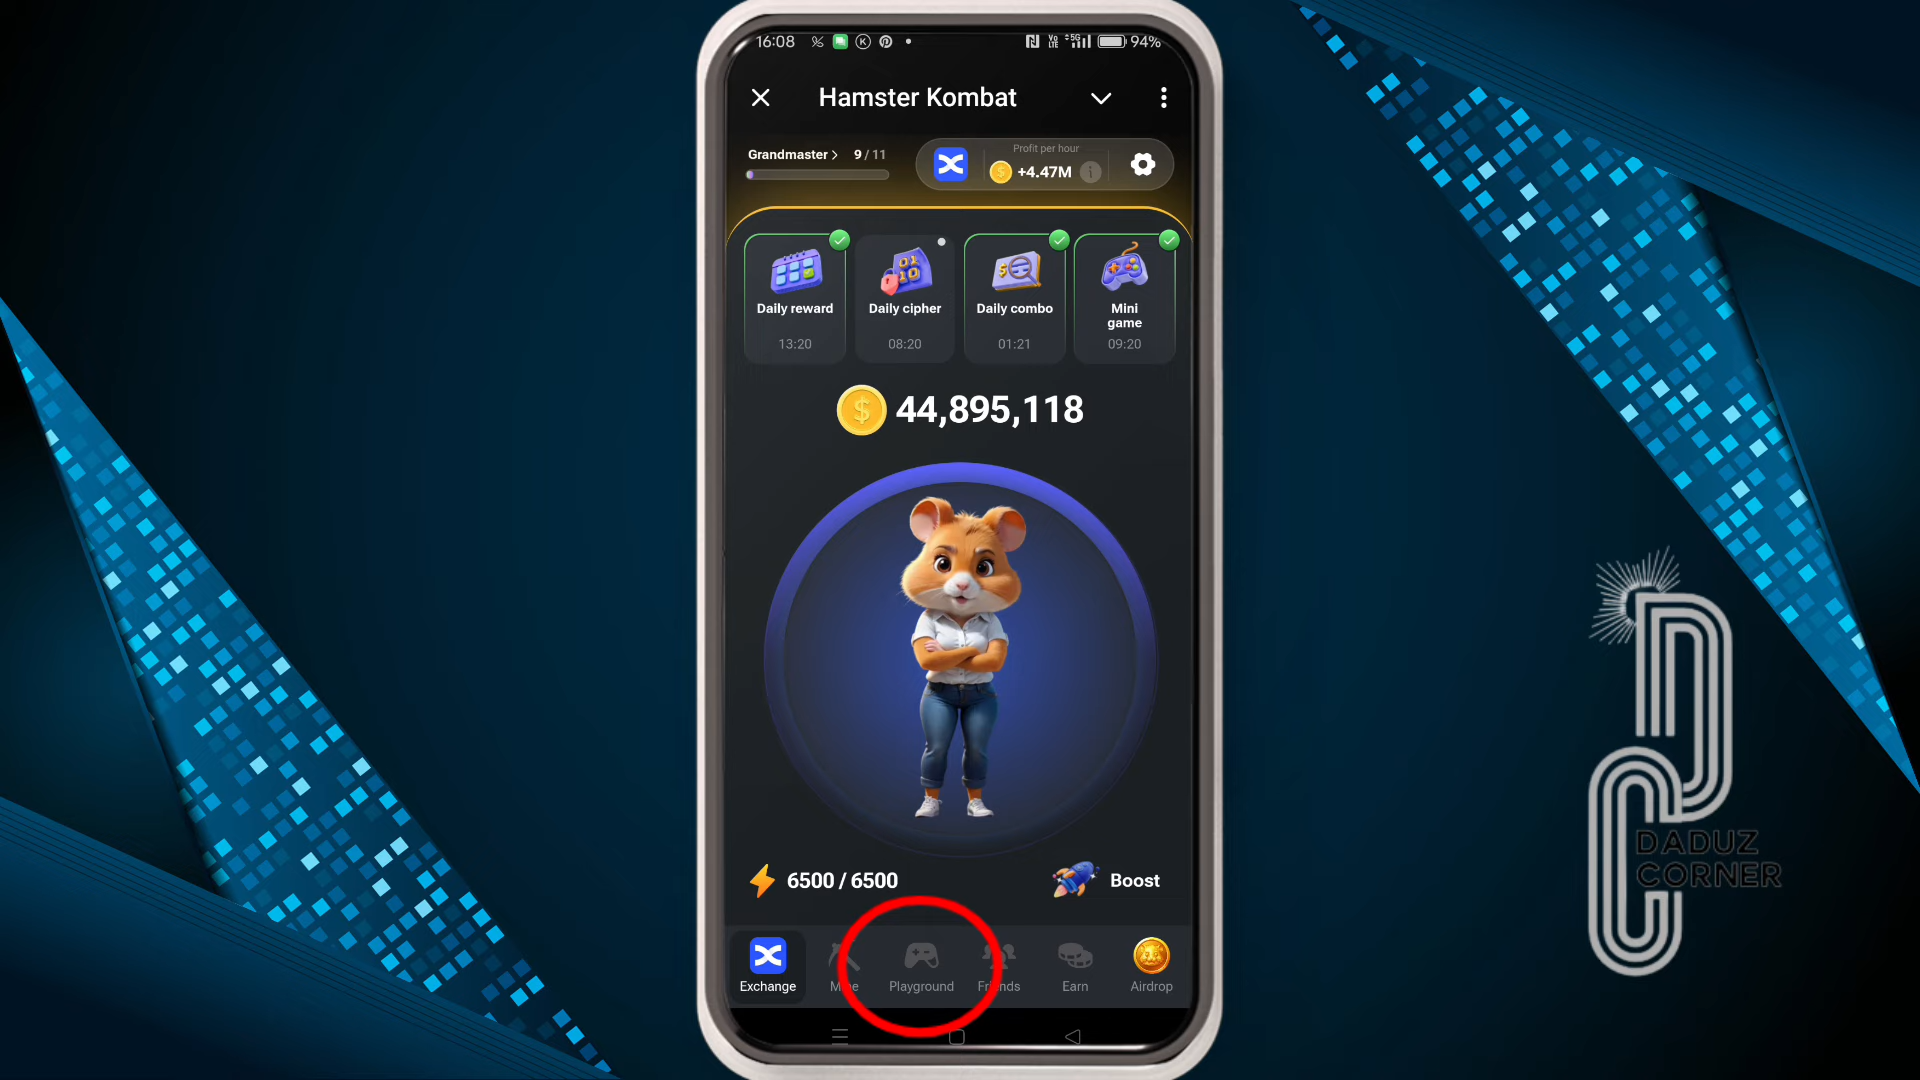 16:08
94%
Hamster Kombat
Grandmaster > 9 / 11
Profit per hour
+4.47M
Daily reward
13:20
Daily cipher
08:20
Daily combo
01:21
Mini
game
09:20
44,895,118
6500 / 6500
Boost
Exchange
Mine
Playground
Friends
Earn
Airdrop
DADUZ
CORNER